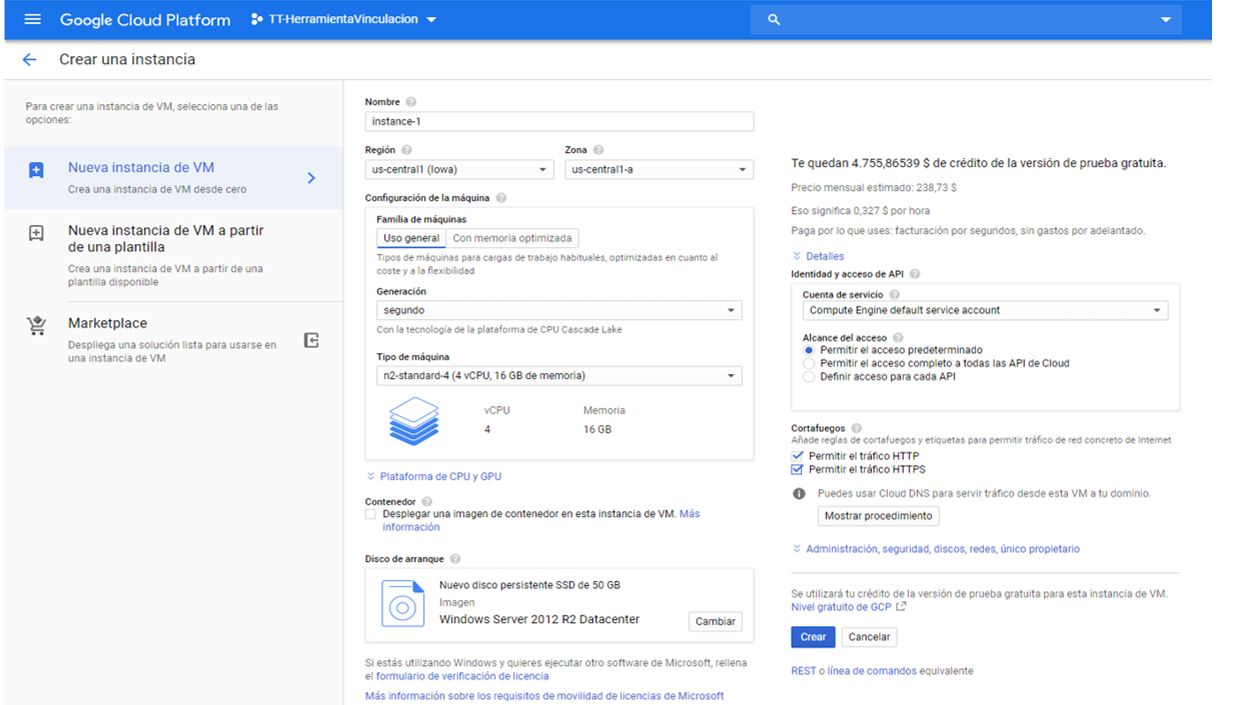 Google Cloud Platform
TT-HerramientaVinculacion
Crear una instancia
Para crear una instancia de VM, selecciona una de las
opciones:
Nueva instancia de VM
Crea una instancia de VM desde cero
Nueva instancia de VM a partir
de una plantilla
Crea una instancia de VM a partir de una
plantilla disponible
Marketplace
Despliega una solución lista para usarse en
una instancia de VM
Nombre
instance-1
Región
Zona
us-central1 (Iowa)
us-central1-a
Configuración de la máquina
Familia de máquinas
Uso general
Con memoria optimizada
Tipos de máquinas para cargas de trabajo habituales, optimizadas en cuanto al
coste y a la flexibilidad
Generación
segundo
Con la tecnología de la plataforma de CPU Cascade Lake
Tipo de máquina
n2-standard-4 (4 vCPU, 16 GB de memoria)
vCPU
Memoria
4
16 GB
Plataforma de CPU y GPU
Contenedor
Desplegar una imagen de contenedor en esta instancia de VM. Más
información
Disco de arranque
Nuevo disco persistente SSD de 50 GB
Imagen
Windows Server 2012 R2 Datacenter
Cambiar
Si estás utilizando Windows y quieres ejecutar otro software de Microsoft, rellena
el formulario de verificación de licencia
Más información sobre los requisitos de movilidad de licencias de Microsoft
Te quedan 4.755,86539 $ de crédito de la versión de prueba gratuita.
Precio mensual estimado: 238,73 $
Eso significa 0,327 $ por hora
Paga por lo que uses: facturación por segundos, sin gastos por adelantado.
Detalles
Identidad y acceso de API
Cuenta de servicio
Compute Engine default service account
Alcance del acceso
Permitir el acceso predeterminado
Permitir el acceso completo a todas las API de Cloud
Definir acceso para cada API
Cortafuegos
Añade reglas de cortafuegos y etiquetas para permitir tráfico de red concreto de Internet
Permitir el tráfico HTTP
Permitir el tráfico HTTPS
Puedes usar Cloud DNS para servir tráfico desde esta VM a tu dominio.
Mostrar procedimiento
Administración, seguridad, discos, redes, único propietario
Se utilizará tu crédito de la versión de prueba gratuita para esta instancia de VM.
Nivel gratuito de GCP
Crear
Cancelar
REST o línea de comandos equivalente